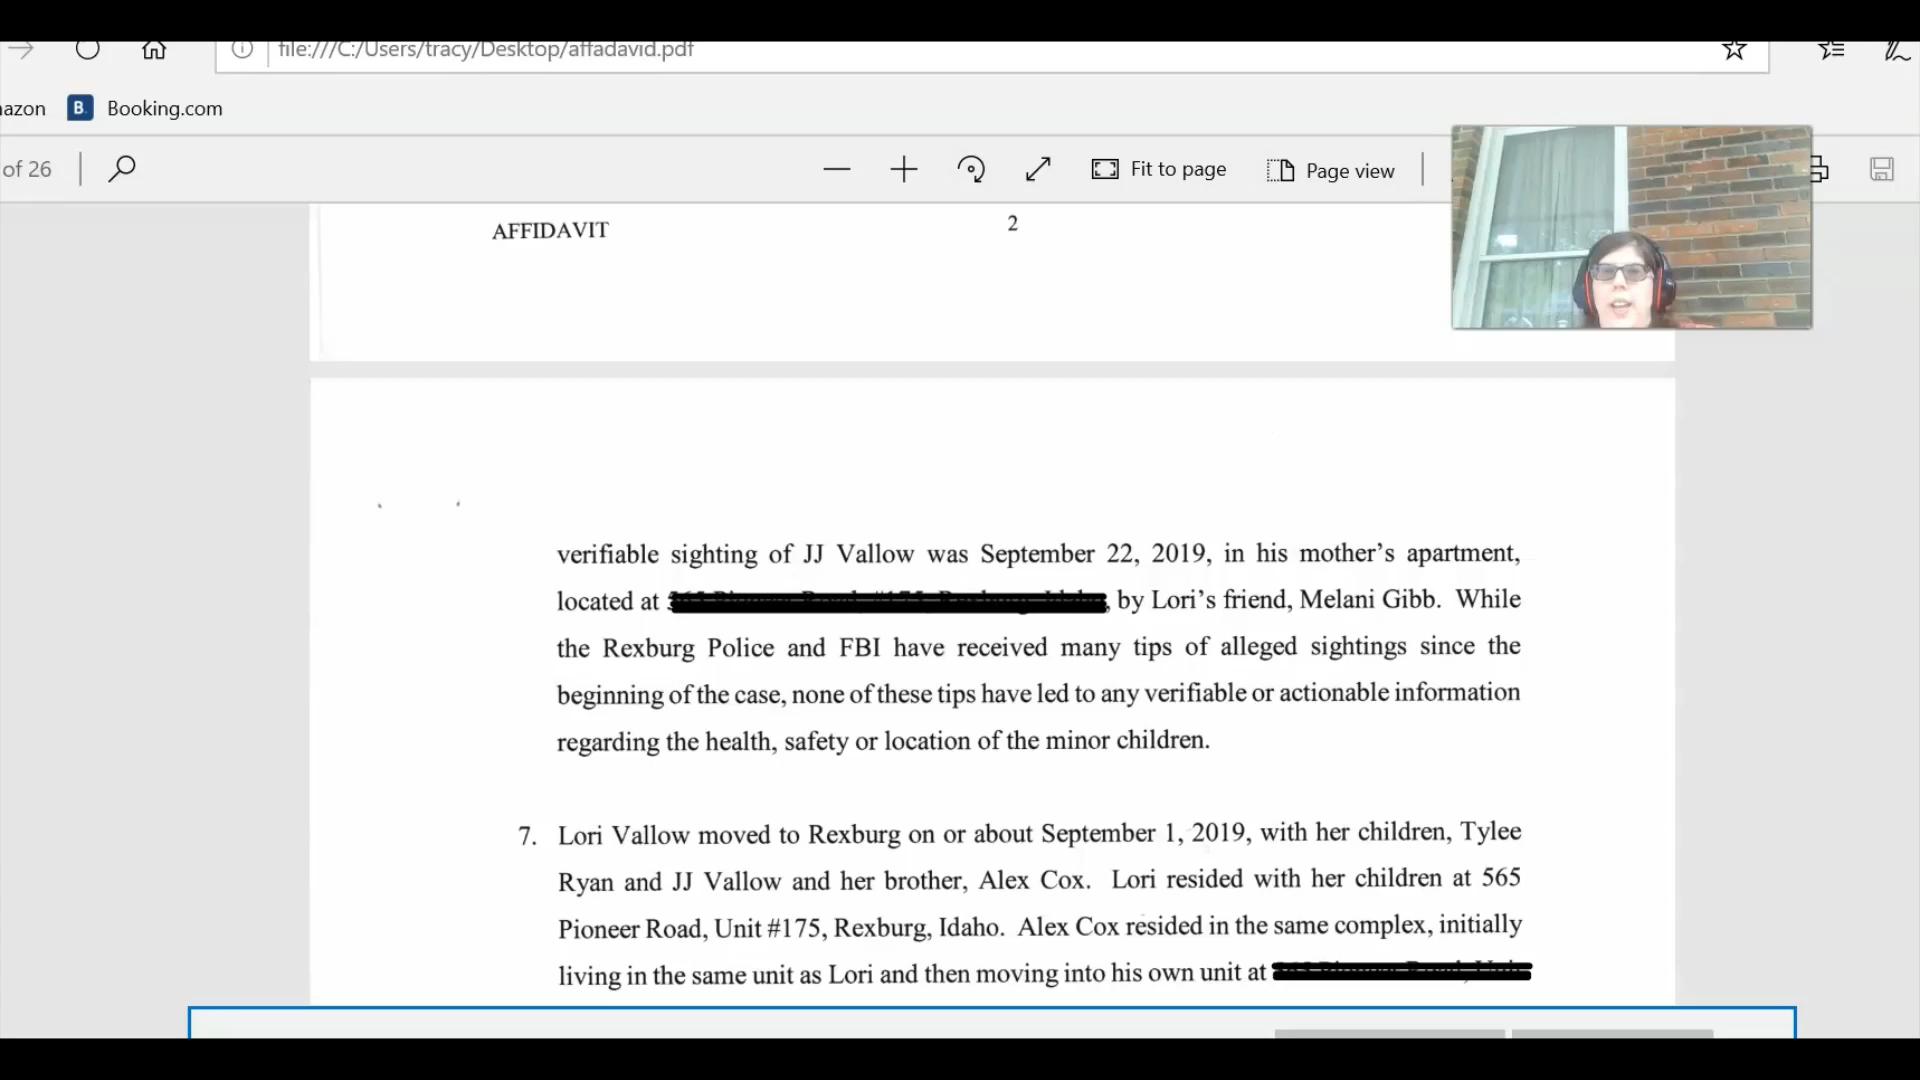 file:///C:/Users/tracy/Desktop/affadavid.pdf
azon B. Booking.com
of 26 Fit to page Page view
AFFIDAVIT 2
verifiable sighting of JJ Vallow was September 22, 2019, in his mother's apartment,
located at , by Lori's friend, Melani Gibb. While
the Rexburg Police and FBI have received many tips of alleged sightings since the
beginning of the case, none of these tips have led to any verifiable or actionable information
regarding the health, safety or location of the minor children.
7. Lori Vallow moved to Rexburg on or about September 1, 2019, with her children, Tylee
Ryan and JJ Vallow and her brother, Alex Cox. Lori resided with her children at 565
Pioneer Road, Unit #175, Rexburg, Idaho. Alex Cox resided in the same complex, initially
living in the same unit as Lori and then moving into his own unit at